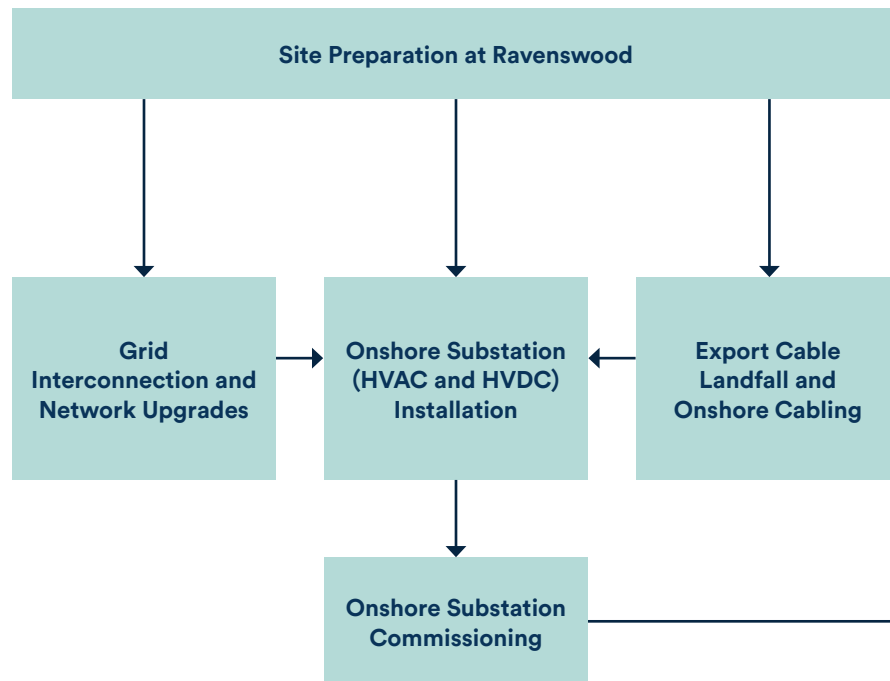 Site Preparation at Ravenswood
Grid
Interconnection and
Network Upgrades
Onshore Substation
(HVAC and HVDC)
Installation
Export Cable
Landfall and
Onshore Cabling
Onshore Substation
Commissioning